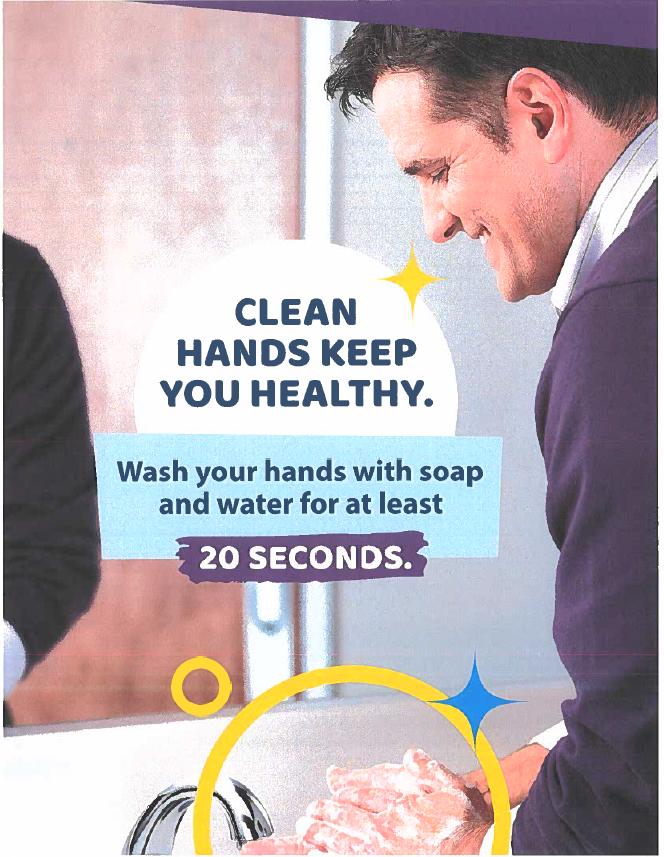 CLEAN
HANDS KEEP
YOU HEALTHY.
Wash your hands with soap
and water for at least
20 SECONDS.